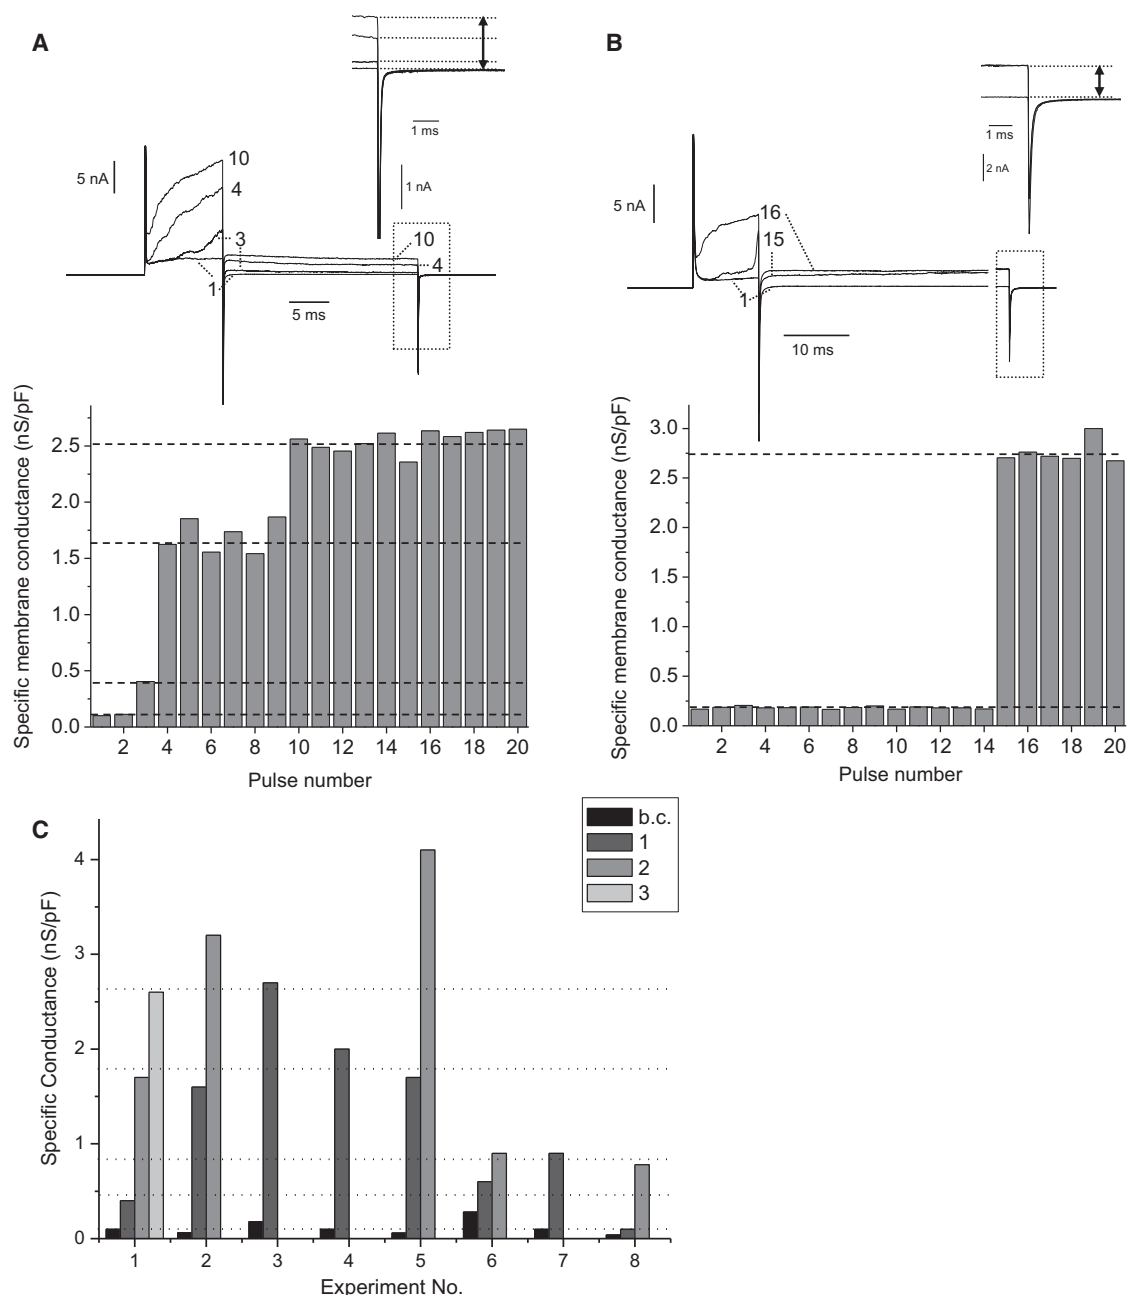 A
10
4
3
1
5 nA
5 ms
10
4
1 ms
1 nA
Specific membrane conductance (nS/pF)
2.5
2.0
1.5
1.0
0.5
0.0
2 4 6 8 10 12 14 16 18 20
Pulse number
B
16
15
1
5 nA
10 ms
1 ms
2 nA
Specific membrane conductance (nS/pF)
3.0
2.5
2.0
1.5
1.0
0.5
0.0
2 4 6 8 10 12 14 16 18 20
Pulse number
C
b.c.
1
2
3
Specific Conductance (nS/pF)
4
3
2
1
0
1 2 3 4 5 6 7 8
Experiment No.